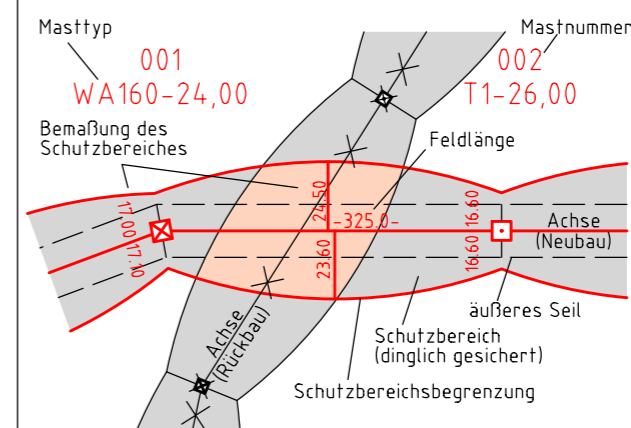 Masttyp
Mastnummer
001
WA160-24,00
002
T1-26,00
Bemaßung des
Schutzbereiches
Feldlänge
17.00
17.10
24.50
23.60
-325.0-
16.60
16.60
Achse
(Neubau)
Achse
(Rückbau)
äußeres Seil
Schutzbereich
(dinglich gesichert)
Schutzbereichsbegrenzung